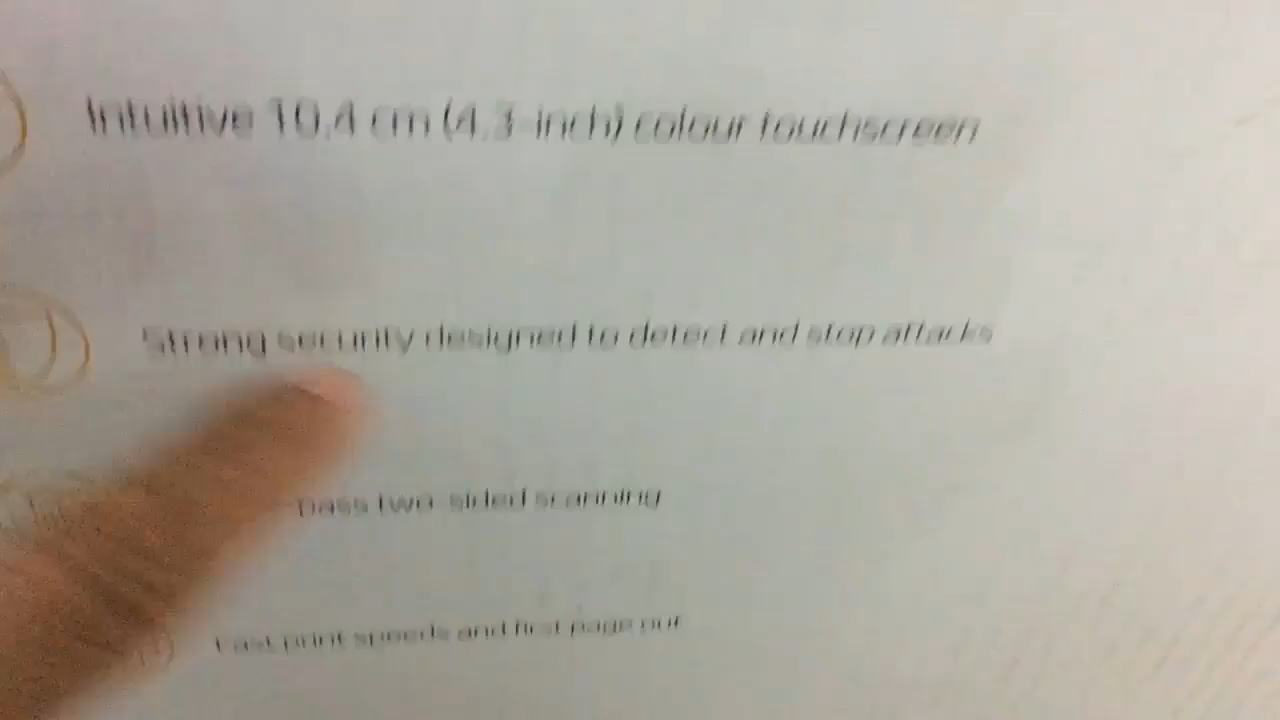 Intuitive 10.4 cm (4.3-inch) colour touchscreen
Strong security designed to detect and stop attacks
pass two-sided scanning
Fast print speeds and first page out